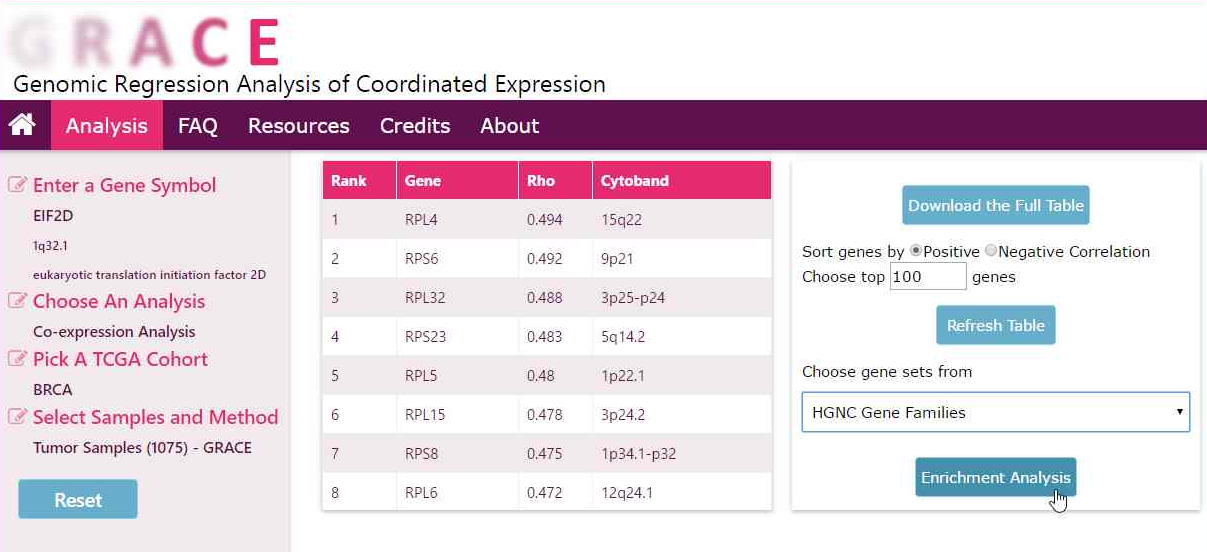 GRACE
Genomic Regression Analysis of Coordinated Expression
Analysis FAQ Resources Credits About
Enter a Gene Symbol
EIF2D
1q32.1
eukaryotic translation initiation factor 2D
Choose An Analysis
Co-expression Analysis
Pick A TCGA Cohort
BRCA
Select Samples and Method
Tumor Samples (1075) - GRACE
Reset
Rank Gene Rho Cytoband
1 RPL4 0.494 15q22
2 RPS6 0.492 9p21
3 RPL32 0.488 3p25-p24
4 RPS23 0.483 5q14.2
5 RPL5 0.48 1p22.1
6 RPL15 0.478 3p24.2
7 RPS8 0.475 1p34.1-p32
8 RPL6 0.472 12q24.1
Download the Full Table
Sort genes by Positive Negative Correlation
Choose top 100 genes
Refresh Table
Choose gene sets from
HGNC Gene Families
Enrichment Analysis